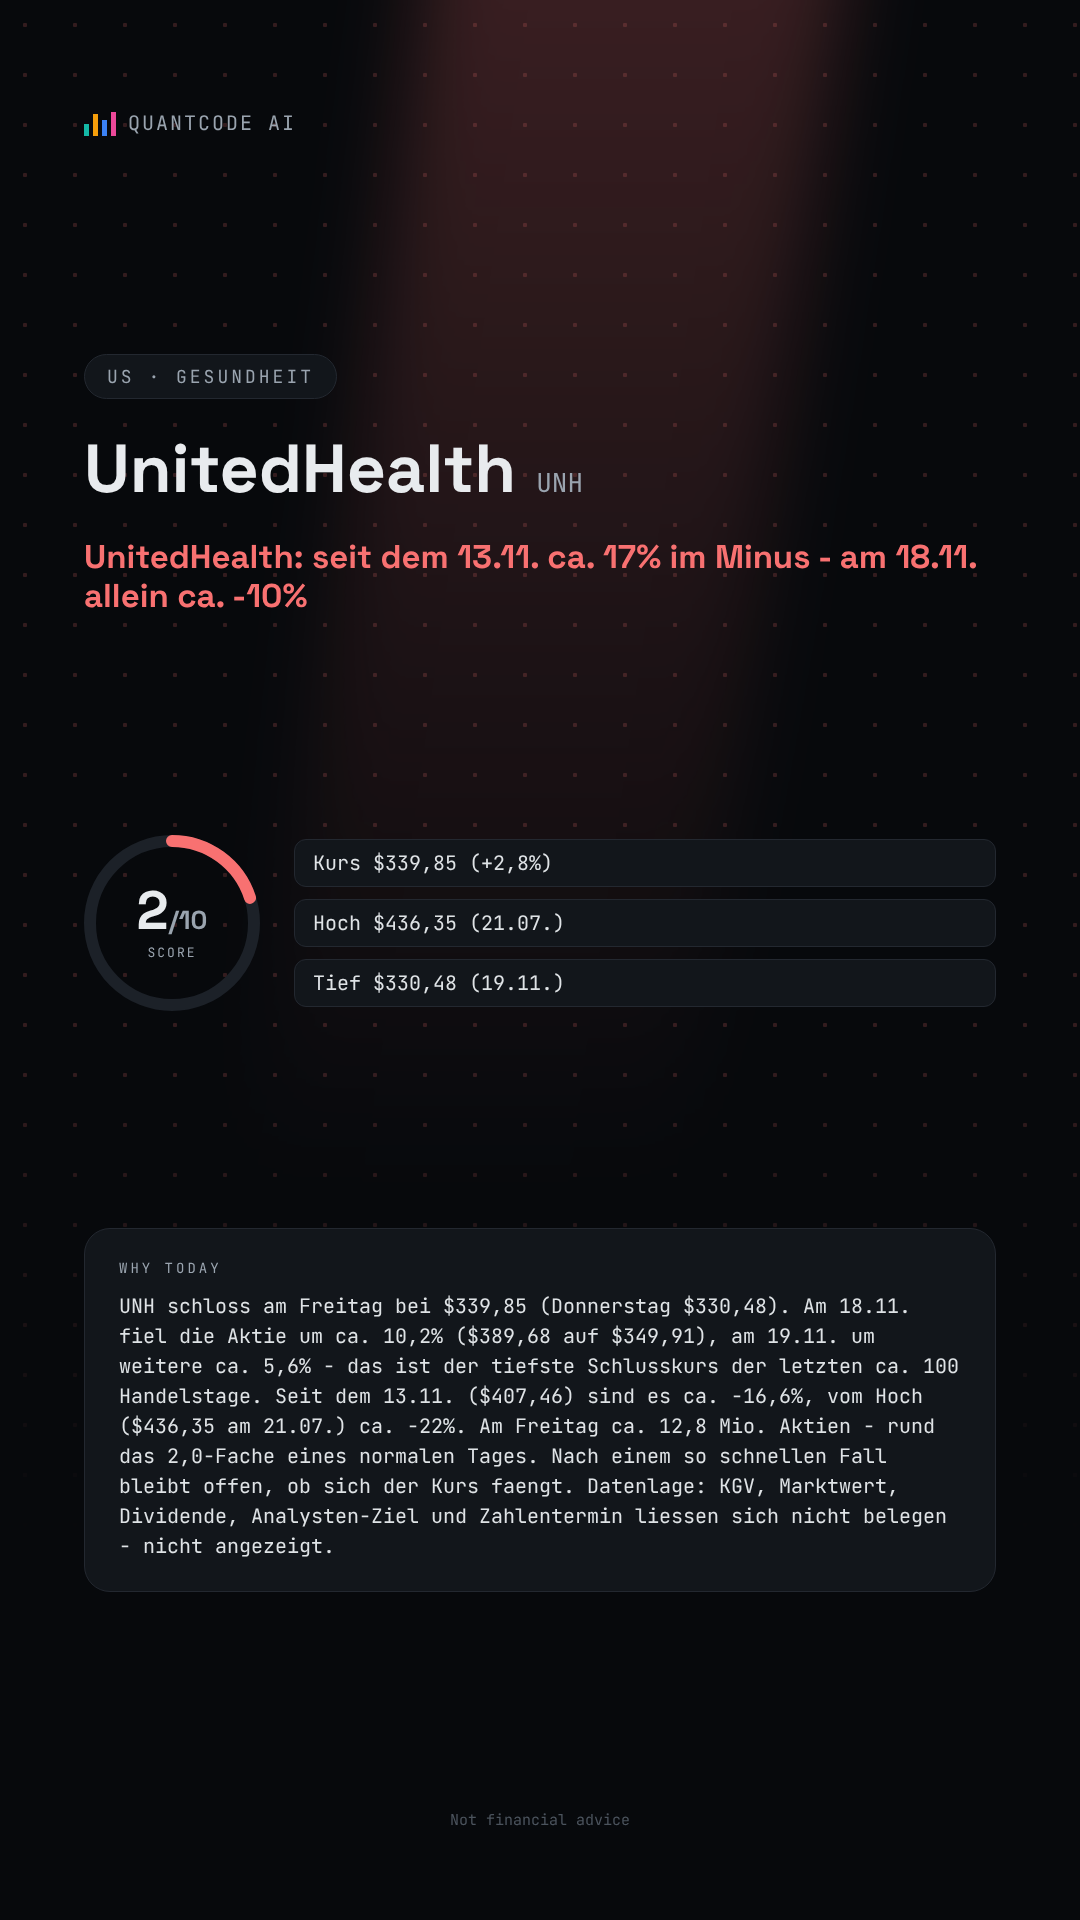 QUANTCODE AI
US · GESUNDHEIT
UnitedHealth UNH
UnitedHealth: seit dem 13.11. ca. 17% im Minus - am 18.11.
allein ca. -10%
2/10
SCORE
Kurs $339,85 (+2,8%)
Hoch $436,35 (21.07.)
Tief $330,48 (19.11.)
WHY TODAY
UNH schloss am Freitag bei $339,85 (Donnerstag $330,48). Am 18.11.
fiel die Aktie um ca. 10,2% ($389,68 auf $349,91), am 19.11. um
weitere ca. 5,6% - das ist der tiefste Schlusskurs der letzten ca. 100
Handelstage. Seit dem 13.11. ($407,46) sind es ca. -16,6%, vom Hoch
($436,35 am 21.07.) ca. -22%. Am Freitag ca. 12,8 Mio. Aktien - rund
das 2,0-Fache eines normalen Tages. Nach einem so schnellen Fall
bleibt offen, ob sich der Kurs faengt. Datenlage: KGV, Marktwert,
Dividende, Analysten-Ziel und Zahlentermin liessen sich nicht belegen
- nicht angezeigt.
Not financial advice